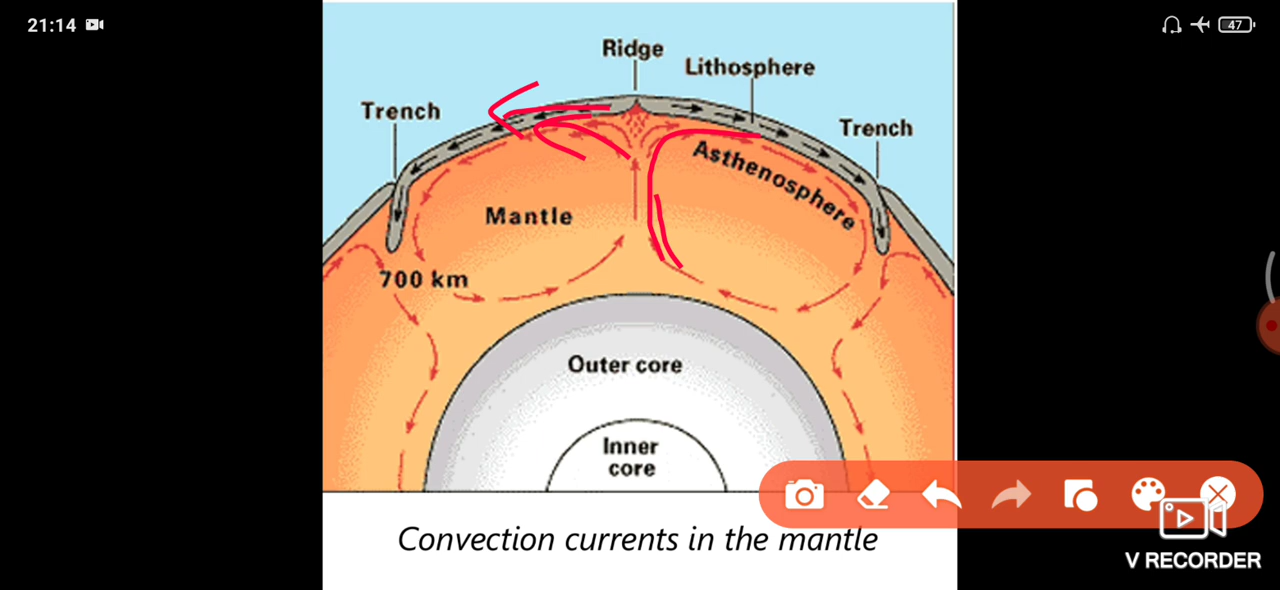 21:14
47
Ridge
Lithosphere
Trench
Trench
Asthenosphere
Mantle
700 km
Outer core
Inner
core
Convection currents in the mantle
V RECORDER